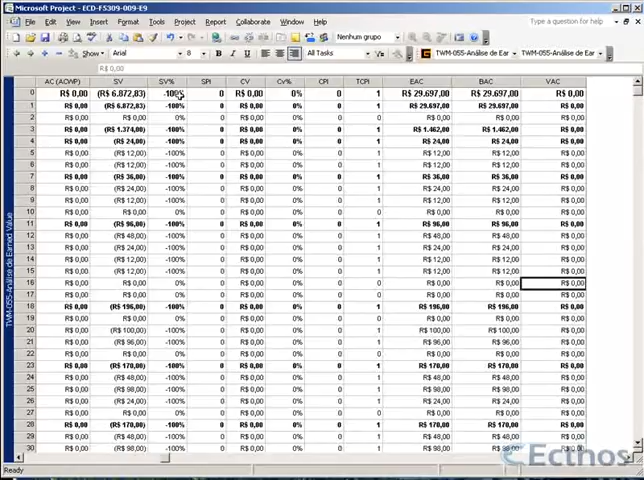 Microsoft Project - ECD-F5309-009-E9
File Edit View Insert Format Tools Project Report Collaborate Window Help Type a question for help
Nenhum grupo
Show Arial 8 All Tasks TWM-055-Análise de Ear TWM-055-Análise de Ear
R$ 0,00
AC (ACWP) SV SV% SPI CV CV% CPI TCPI EAC BAC VAC
0 R$ 0,00 (R$ 6.872,83) -100% 0 R$ 0,00 0% 0 1 R$ 29.697,00 R$ 29.697,00 R$ 0,00
1 R$ 0,00 (R$ 6.872,83) -100% 0 R$ 0,00 0% 0 1 R$ 29.697,00 R$ 29.697,00 R$ 0,00
2 R$ 0,00 R$ 0,00 0% 0 R$ 0,00 0% 0 0 R$ 0,00 R$ 0,00 R$ 0,00
3 R$ 0,00 (R$ 1.374,00) -100% 0 R$ 0,00 0% 0 1 R$ 1.462,00 R$ 1.462,00 R$ 0,00
4 R$ 0,00 (R$ 24,00) -100% 0 R$ 0,00 0% 0 1 R$ 24,00 R$ 24,00 R$ 0,00
5 R$ 0,00 (R$ 12,00) -100% 0 R$ 0,00 0% 0 1 R$ 12,00 R$ 12,00 R$ 0,00
6 R$ 0,00 (R$ 12,00) -100% 0 R$ 0,00 0% 0 1 R$ 12,00 R$ 12,00 R$ 0,00
7 R$ 0,00 (R$ 36,00) -100% 0 R$ 0,00 0% 0 1 R$ 36,00 R$ 36,00 R$ 0,00
8 R$ 0,00 (R$ 24,00) -100% 0 R$ 0,00 0% 0 1 R$ 24,00 R$ 24,00 R$ 0,00
9 R$ 0,00 (R$ 12,00) -100% 0 R$ 0,00 0% 0 1 R$ 12,00 R$ 12,00 R$ 0,00
10 R$ 0,00 R$ 0,00 0% 0 R$ 0,00 0% 0 0 R$ 0,00 R$ 0,00 R$ 0,00
11 R$ 0,00 (R$ 96,00) -100% 0 R$ 0,00 0% 0 1 R$ 96,00 R$ 96,00 R$ 0,00
12 R$ 0,00 (R$ 48,00) -100% 0 R$ 0,00 0% 0 1 R$ 48,00 R$ 48,00 R$ 0,00
13 R$ 0,00 (R$ 24,00) -100% 0 R$ 0,00 0% 0 1 R$ 24,00 R$ 24,00 R$ 0,00
14 R$ 0,00 (R$ 12,00) -100% 0 R$ 0,00 0% 0 1 R$ 12,00 R$ 12,00 R$ 0,00
15 R$ 0,00 (R$ 12,00) -100% 0 R$ 0,00 0% 0 1 R$ 12,00 R$ 12,00 R$ 0,00
16 R$ 0,00 R$ 0,00 0% 0 R$ 0,00 0% 0 0 R$ 0,00 R$ 0,00 R$ 0,00
17 R$ 0,00 R$ 0,00 0% 0 R$ 0,00 0% 0 0 R$ 0,00 R$ 0,00 R$ 0,00
18 R$ 0,00 (R$ 196,00) -100% 0 R$ 0,00 0% 0 1 R$ 196,00 R$ 196,00 R$ 0,00
19 R$ 0,00 R$ 0,00 0% 0 R$ 0,00 0% 0 0 R$ 0,00 R$ 0,00 R$ 0,00
20 R$ 0,00 (R$ 100,00) -100% 0 R$ 0,00 0% 0 1 R$ 100,00 R$ 100,00 R$ 0,00
21 R$ 0,00 (R$ 96,00) -100% 0 R$ 0,00 0% 0 1 R$ 96,00 R$ 96,00 R$ 0,00
22 R$ 0,00 R$ 0,00 0% 0 R$ 0,00 0% 0 0 R$ 0,00 R$ 0,00 R$ 0,00
23 R$ 0,00 (R$ 170,00) -100% 0 R$ 0,00 0% 0 1 R$ 170,00 R$ 170,00 R$ 0,00
24 R$ 0,00 (R$ 48,00) -100% 0 R$ 0,00 0% 0 1 R$ 48,00 R$ 48,00 R$ 0,00
25 R$ 0,00 (R$ 98,00) -100% 0 R$ 0,00 0% 0 1 R$ 98,00 R$ 98,00 R$ 0,00
26 R$ 0,00 (R$ 24,00) -100% 0 R$ 0,00 0% 0 1 R$ 24,00 R$ 24,00 R$ 0,00
27 R$ 0,00 R$ 0,00 0% 0 R$ 0,00 0% 0 0 R$ 0,00 R$ 0,00 R$ 0,00
28 R$ 0,00 (R$ 170,00) -100% 0 R$ 0,00 0% 0 1 R$ 170,00 R$ 170,00 R$ 0,00
29 R$ 0,00 (R$ 48,00) -100% 0 R$ 0,00 0% 0 1 R$ 48,00 R$ 48,00 R$ 0,00
30 R$ 0,00 (R$ 98,00) -100% 0 R$ 0,00 0% 0 1 R$ 98,00 R$ 98,00 R$ 0,00
TWM-055-Análise de Earned Value
Ready
Ecthos